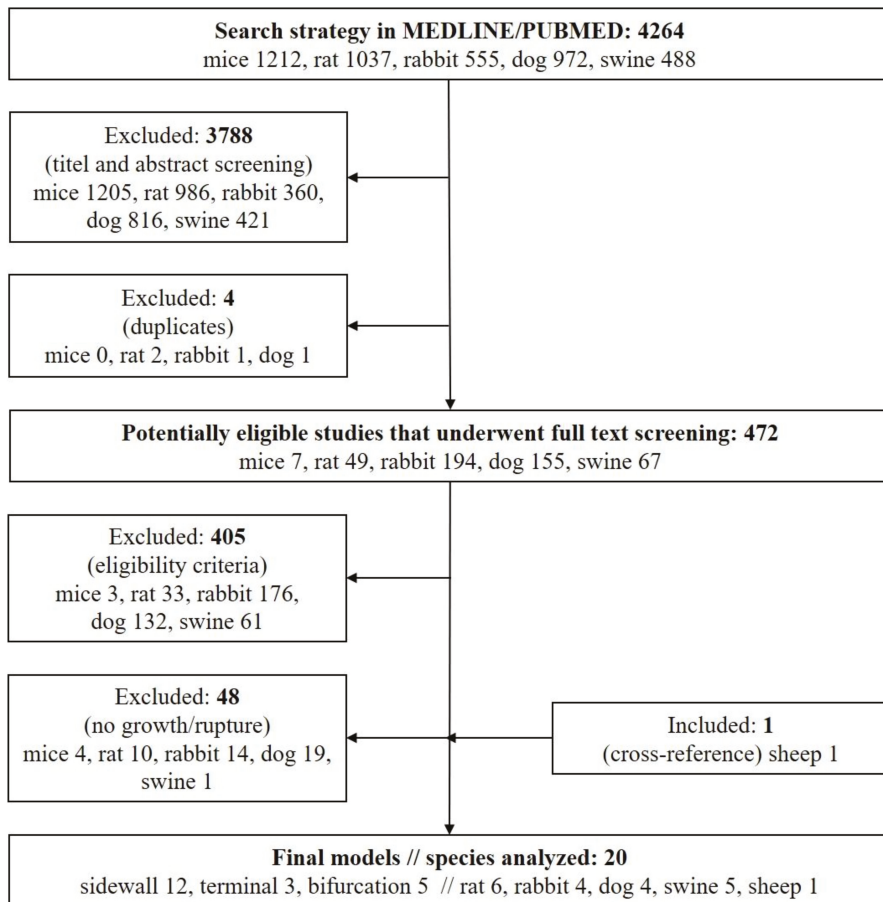 Search strategy in MEDLINE/PUBMED: 4264
mice 1212, rat 1037, rabbit 555, dog 972, swine 488
Excluded: 3788
(titel and abstract screening)
mice 1205, rat 986, rabbit 360,
dog 816, swine 421
Excluded: 4
(duplicates)
mice 0, rat 2, rabbit 1, dog 1
Potentially eligible studies that underwent full text screening: 472
mice 7, rat 49, rabbit 194, dog 155, swine 67
Excluded: 405
(eligibility criteria)
mice 3, rat 33, rabbit 176,
dog 132, swine 61
Excluded: 48
(no growth/rupture)
mice 4, rat 10, rabbit 14, dog 19,
swine 1
Included: 1
(cross-reference) sheep 1
Final models // species analyzed: 20
sidewall 12, terminal 3, bifurcation 5 // rat 6, rabbit 4, dog 4, swine 5, sheep 1